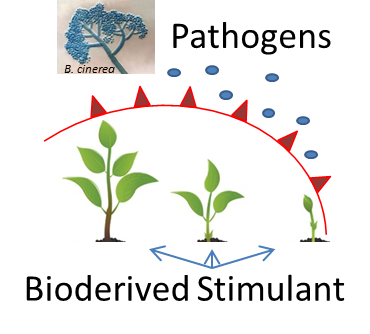 Pathogens
B. cinerea
Bioderived Stimulant